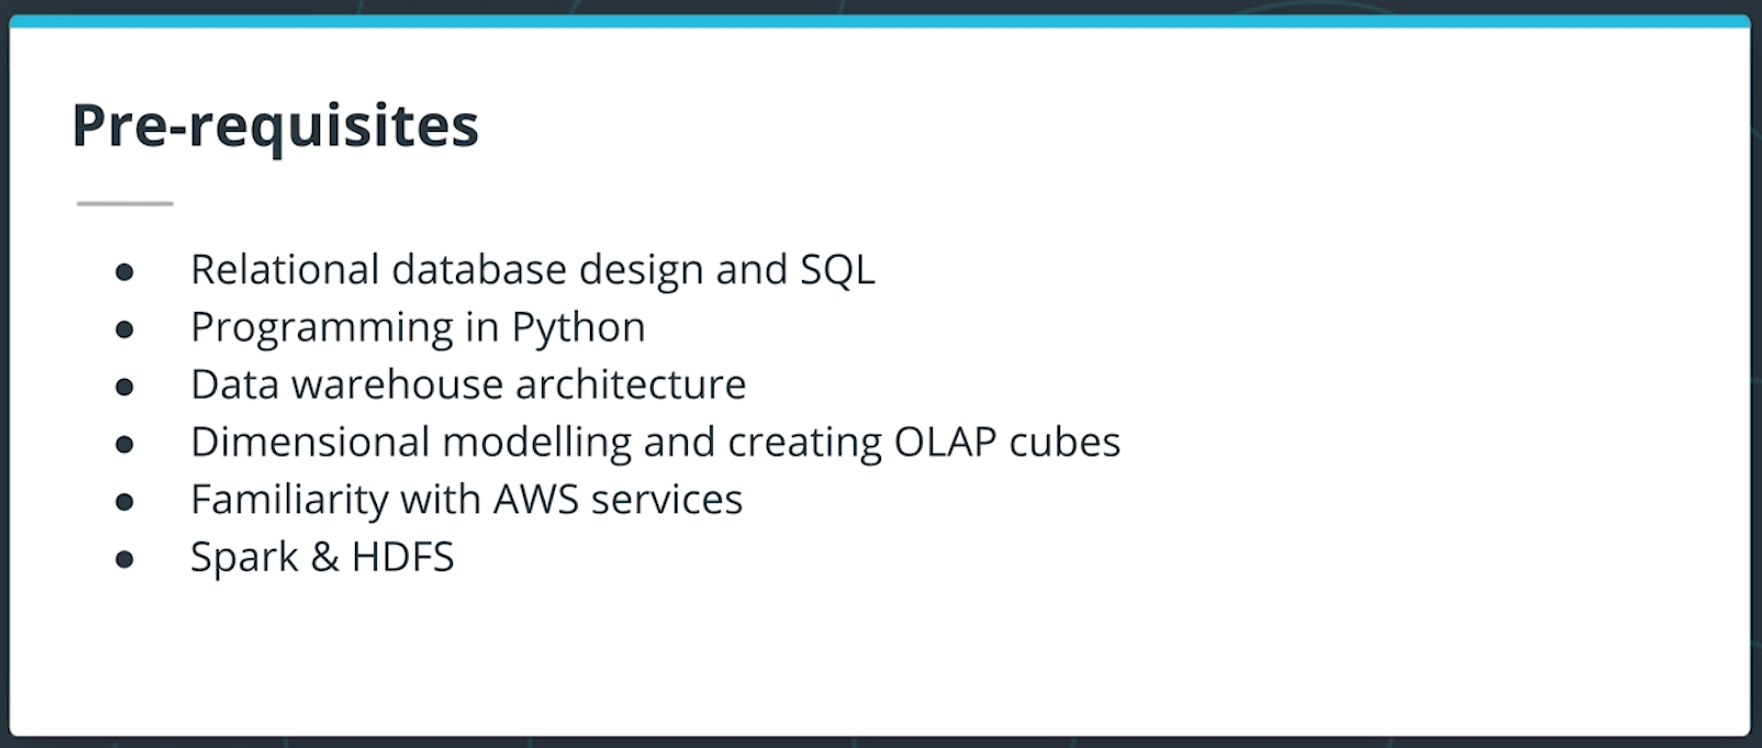 Pre-requisites
● Relational database design and SQL
● Programming in Python
● Data warehouse architecture
● Dimensional modelling and creating OLAP cubes
● Familiarity with AWS services
● Spark & HDFS